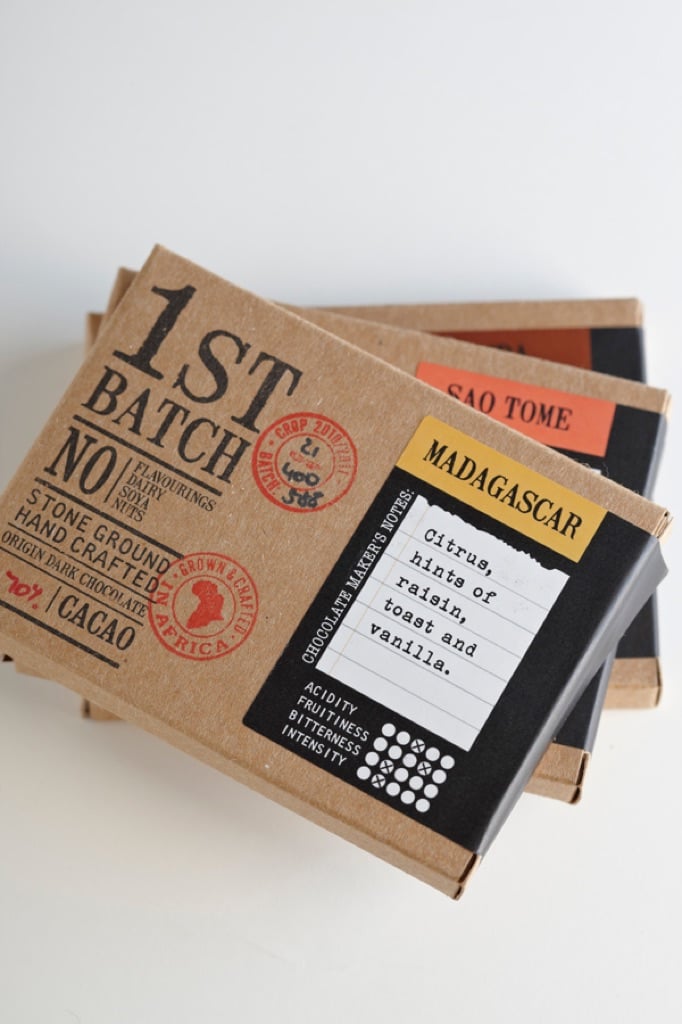 1ST
BATCH
NO
FLAVOURINGS
DAIRY
SOYA
NUTS
STONE GROUND
HAND CRAFTED
ORIGIN DARK CHOCOLATE
70% CACAO
CROP 2010/2011
BATCH
21
400
GROWN & CRAFTED
IN AFRICA
MADAGASCAR
CHOCOLATE MAKER'S NOTES:
Citrus,
hints of
raisin,
toast and
vanilla.
ACIDITY
FRUITINESS
BITTERNESS
INTENSITY
SAO TOME